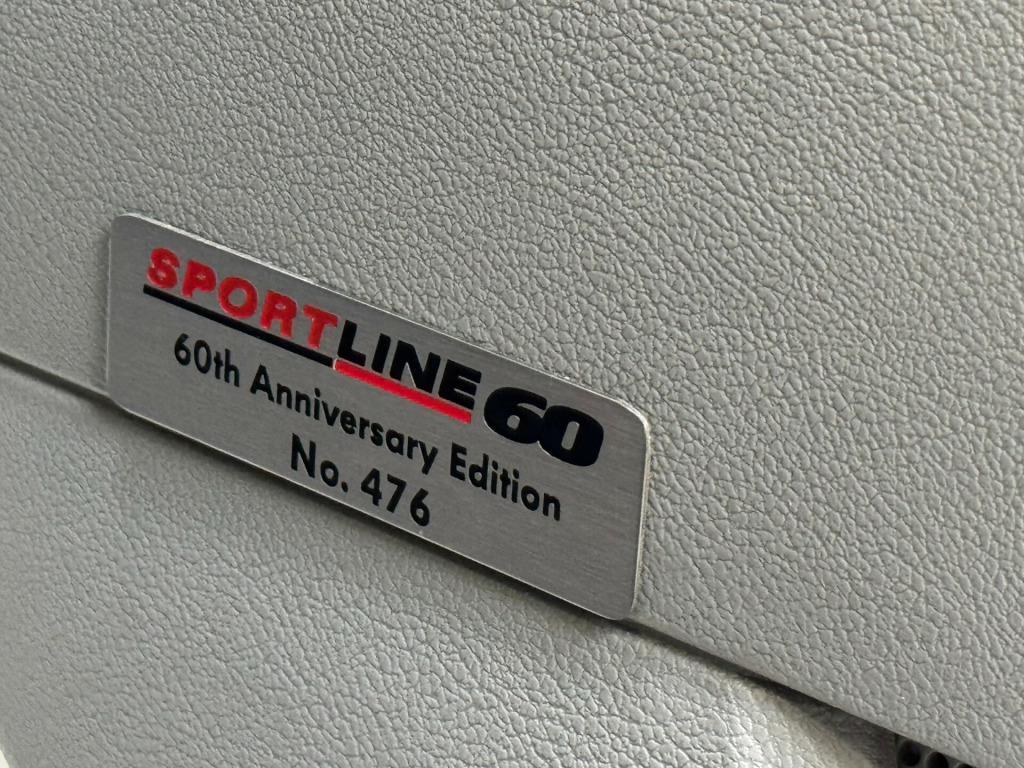 SPORTLINE 60
60th Anniversary Edition
No. 476